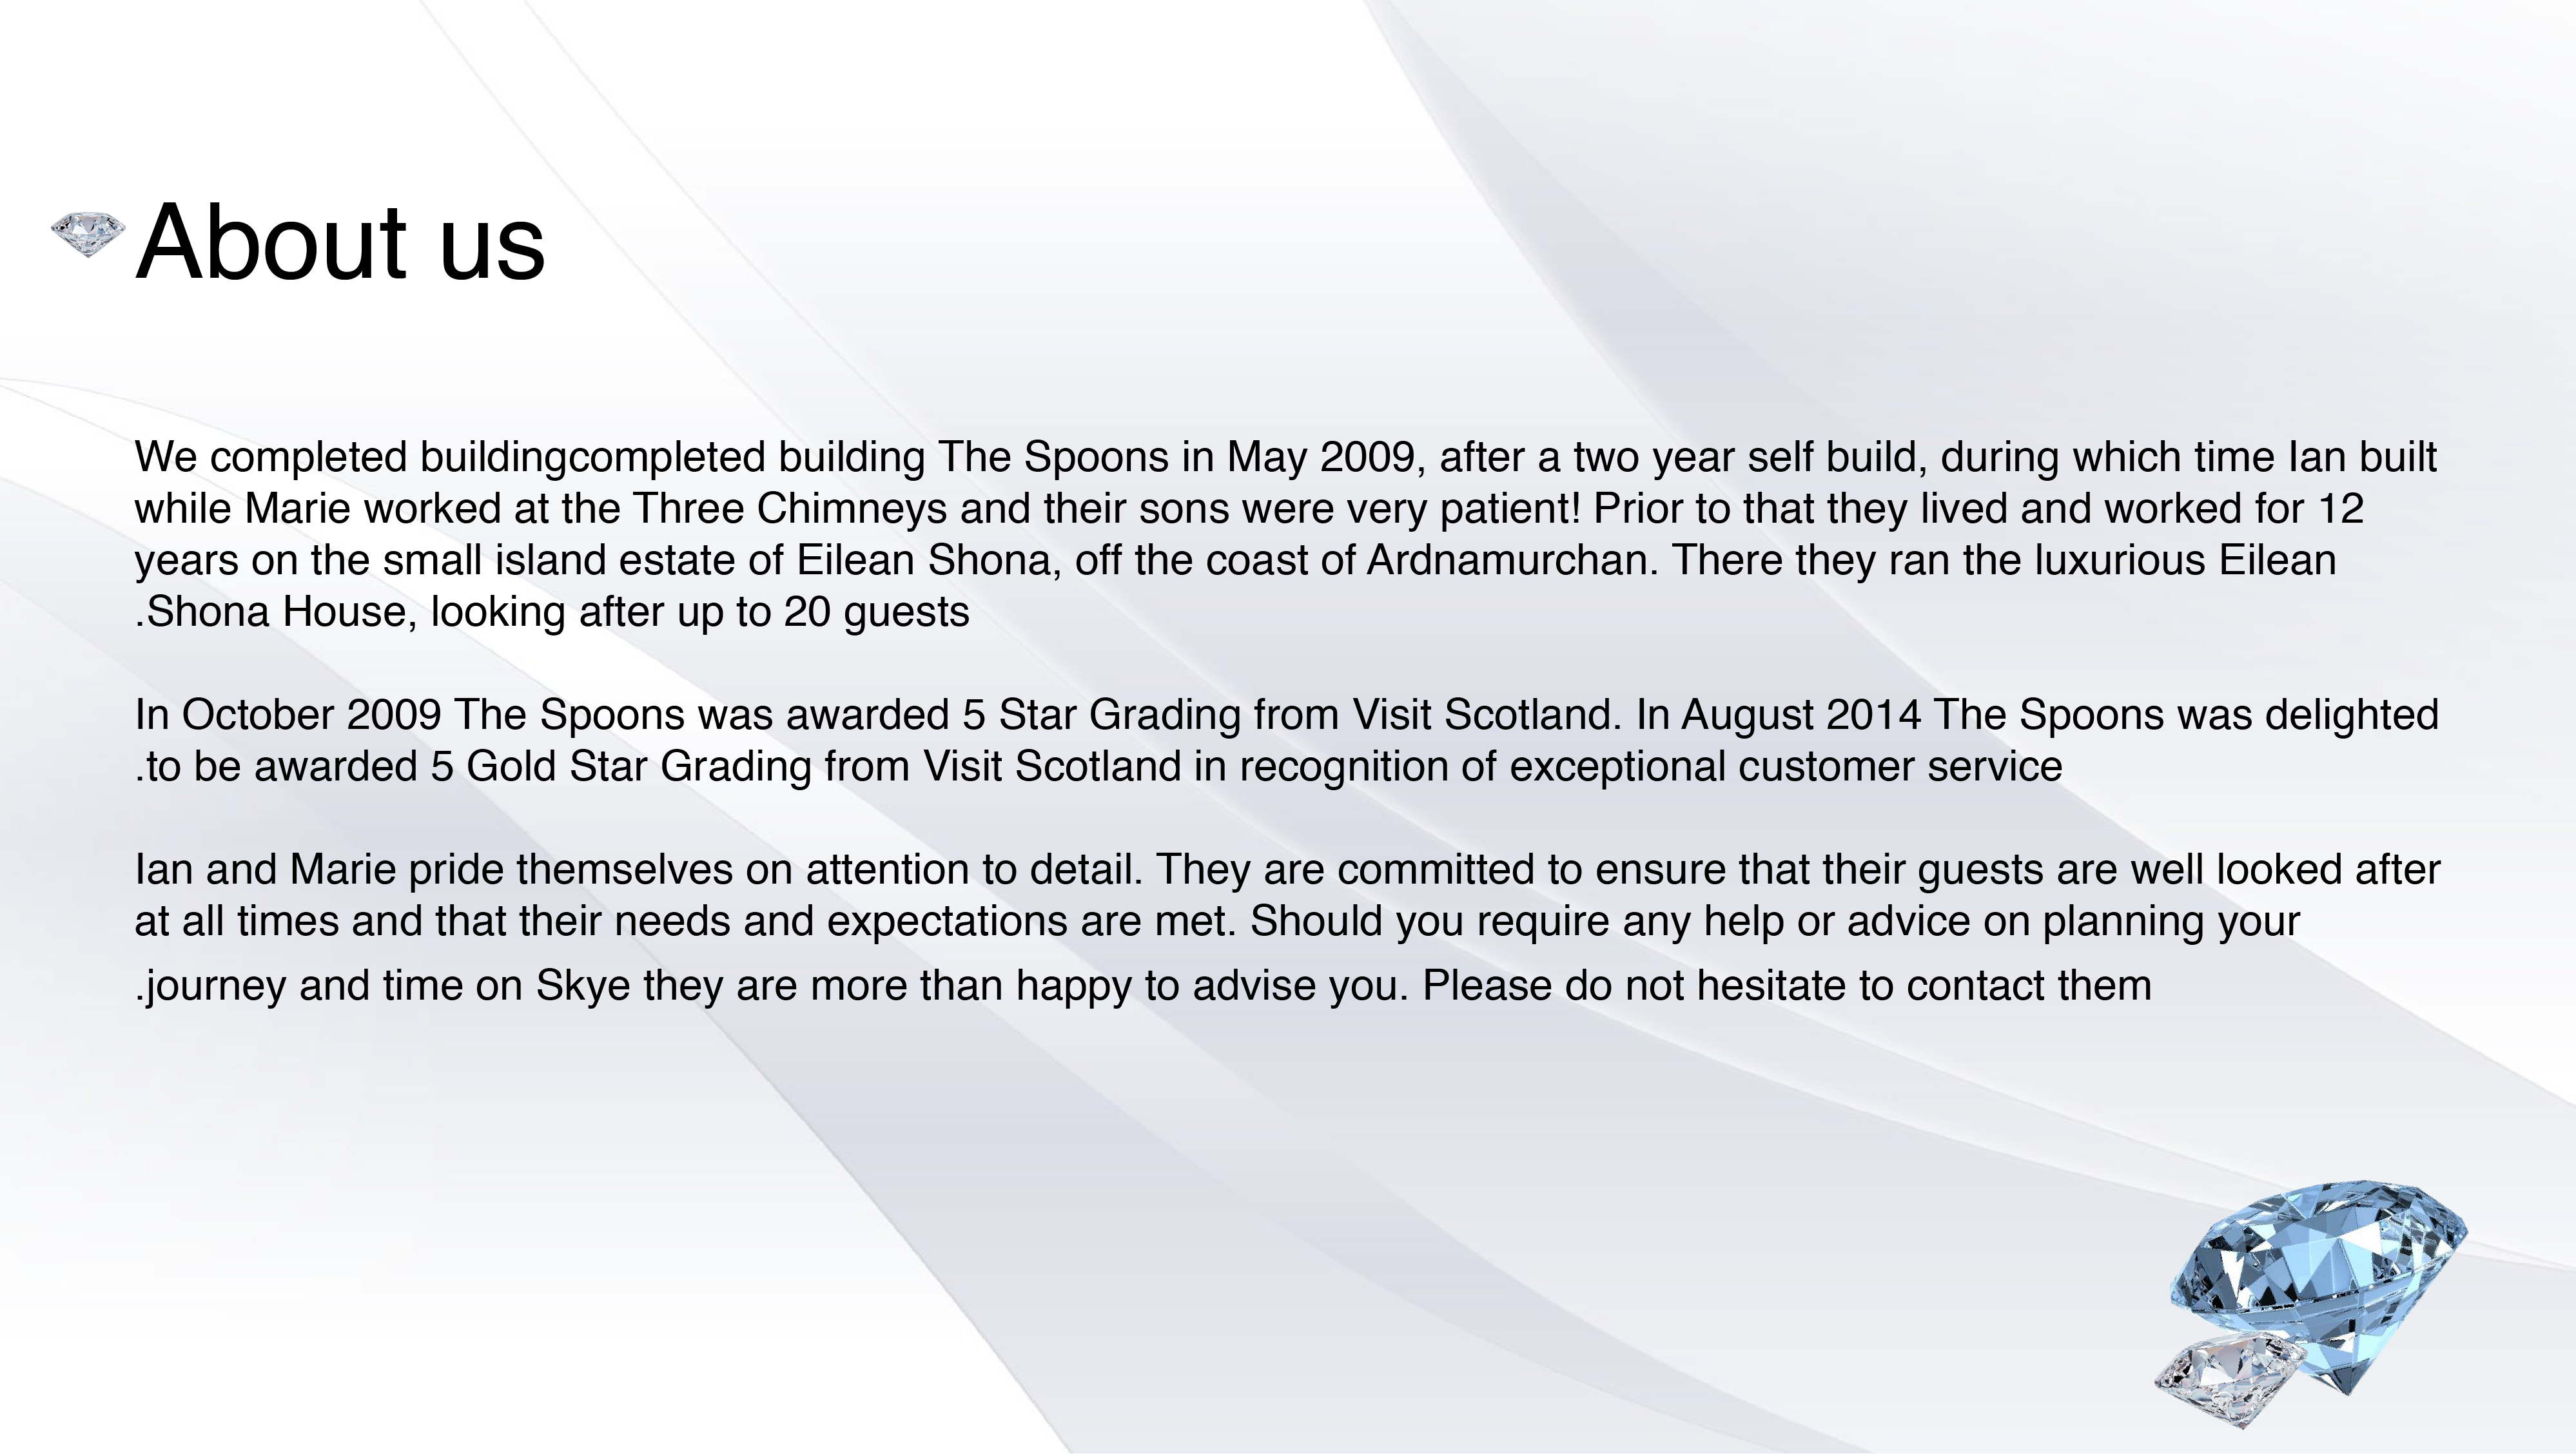 About us
We completed buildingcompleted building The Spoons in May 2009, after a two year self build, during which time Ian built
while Marie worked at the Three Chimneys and their sons were very patient! Prior to that they lived and worked for 12
years on the small island estate of Eilean Shona, off the coast of Ardnamurchan. There they ran the luxurious Eilean
.Shona House, looking after up to 20 guests
In October 2009 The Spoons was awarded 5 Star Grading from Visit Scotland. In August 2014 The Spoons was delighted
.to be awarded 5 Gold Star Grading from Visit Scotland in recognition of exceptional customer service
Ian and Marie pride themselves on attention to detail. They are committed to ensure that their guests are well looked after
at all times and that their needs and expectations are met. Should you require any help or advice on planning your
.journey and time on Skye they are more than happy to advise you. Please do not hesitate to contact them